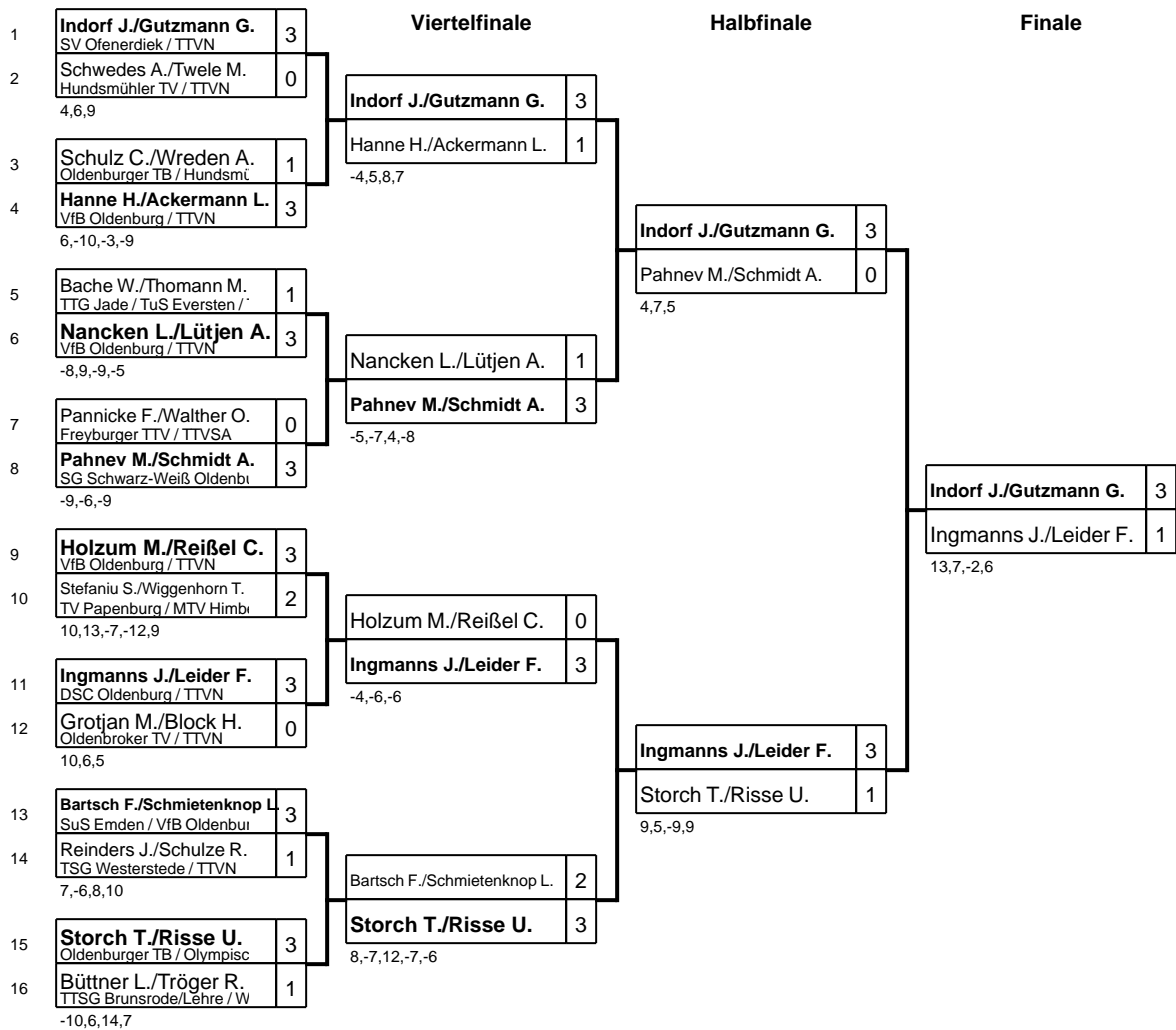 Viertelfinale
Halbfinale
Finale
1
Indorf J./Gutzmann G.
3
SV Ofenerdiek / TTVN
2
Schwedes A./Twele M.
0
Hundsmühler TV / TTVN
4,6,9
3
Schulz C./Wreden A.
1
Oldenburger TB / Hundsmü
4
Hanne H./Ackermann L.
3
VfB Oldenburg / TTVN
6,-10,-3,-9
5
Bache W./Thomann M.
1
TTG Jade / TuS Eversten /
6
Nancken L./Lütjen A.
3
VfB Oldenburg / TTVN
-8,9,-9,-5
7
Pannicke F./Walther O.
0
Freyburger TTV / TTVSA
8
Pahnev M./Schmidt A.
3
SG Schwarz-Weiß Oldenbu
-9,-6,-9
9
Holzum M./Reißel C.
3
VfB Oldenburg / TTVN
10
Stefaniu S./Wiggenhorn T.
2
TV Papenburg / MTV Himbe
10,13,-7,-12,9
11
Ingmanns J./Leider F.
3
DSC Oldenburg / TTVN
12
Grotjan M./Block H.
0
Oldenbroker TV / TTVN
10,6,5
13
Bartsch F./Schmietenknop L.
3
SuS Emden / VfB Oldenbur
14
Reinders J./Schulze R.
1
TSG Westerstede / TTVN
7,-6,8,10
15
Storch T./Risse U.
3
Oldenburger TB / Olympisc
16
Büttner L./Tröger R.
1
TTSG Brunsrode/Lehre / W
-10,6,14,7
Indorf J./Gutzmann G.
3
Hanne H./Ackermann L.
1
-4,5,8,7
Nancken L./Lütjen A.
1
Pahnev M./Schmidt A.
3
-5,-7,4,-8
Holzum M./Reißel C.
0
Ingmanns J./Leider F.
3
-4,-6,-6
Bartsch F./Schmietenknop L.
2
Storch T./Risse U.
3
8,-7,12,-7,-6
Indorf J./Gutzmann G.
3
Pahnev M./Schmidt A.
0
4,7,5
Ingmanns J./Leider F.
3
Storch T./Risse U.
1
9,5,-9,9
Indorf J./Gutzmann G.
3
Ingmanns J./Leider F.
1
13,7,-2,6